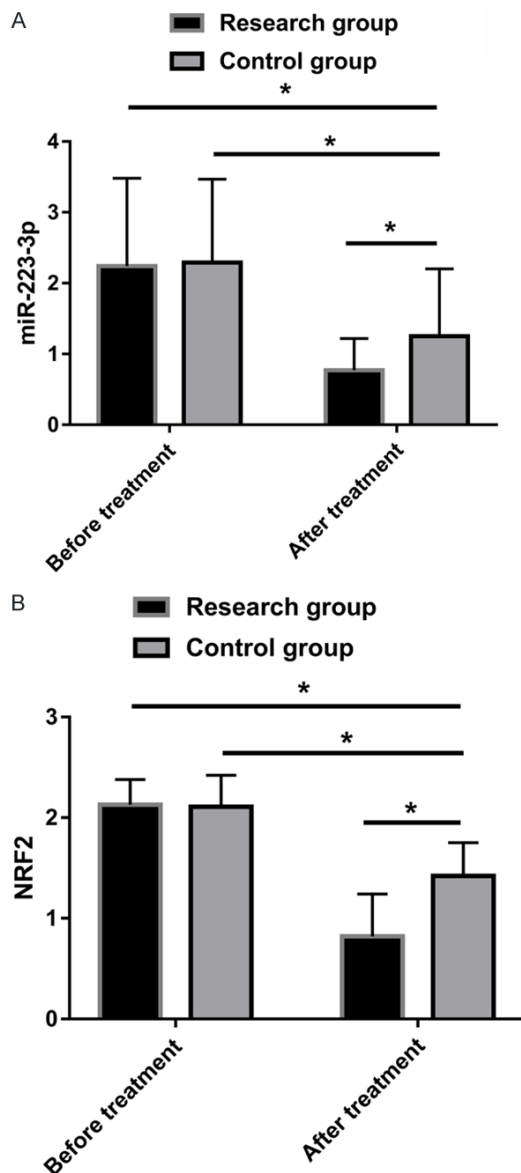 A
Research group
Control group
*
*
*
miR-223-3p
4
3
2
1
0
Before treatment
After treatment
B
Research group
Control group
*
*
*
NRF2
3
2
1
0
Before treatment
After treatment